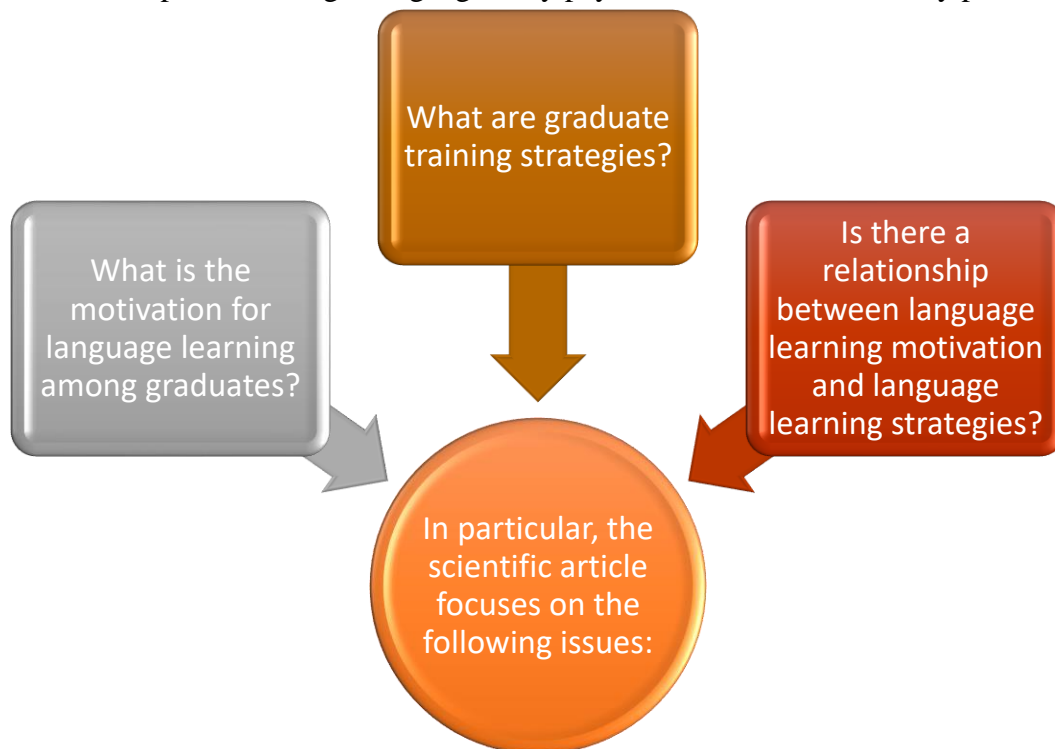 What are graduate
training strategies?
What is the
motivation for
language learning
among graduates?
Is there a
relationship
between language
learning motivation
and language
learning strategies?
In particular, the
scientific article
focuses on the
following issues: